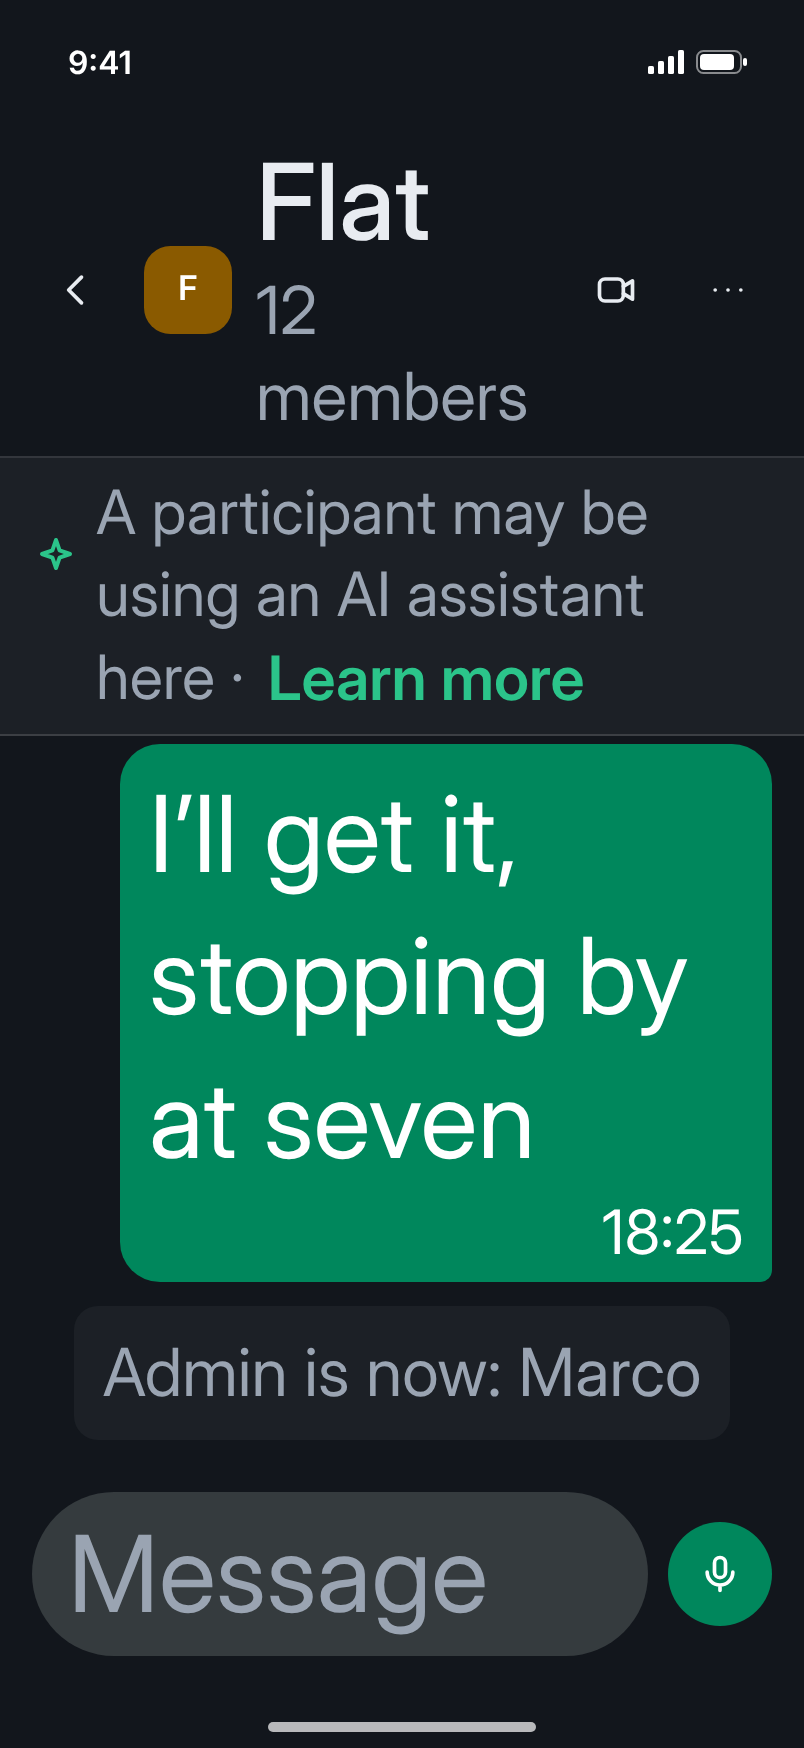 9:41
Flat
F
12
members
A participant may be
using an AI assistant
here · Learn more
I’ll get it,
stopping by
at seven
18:25
Admin is now: Marco
Message